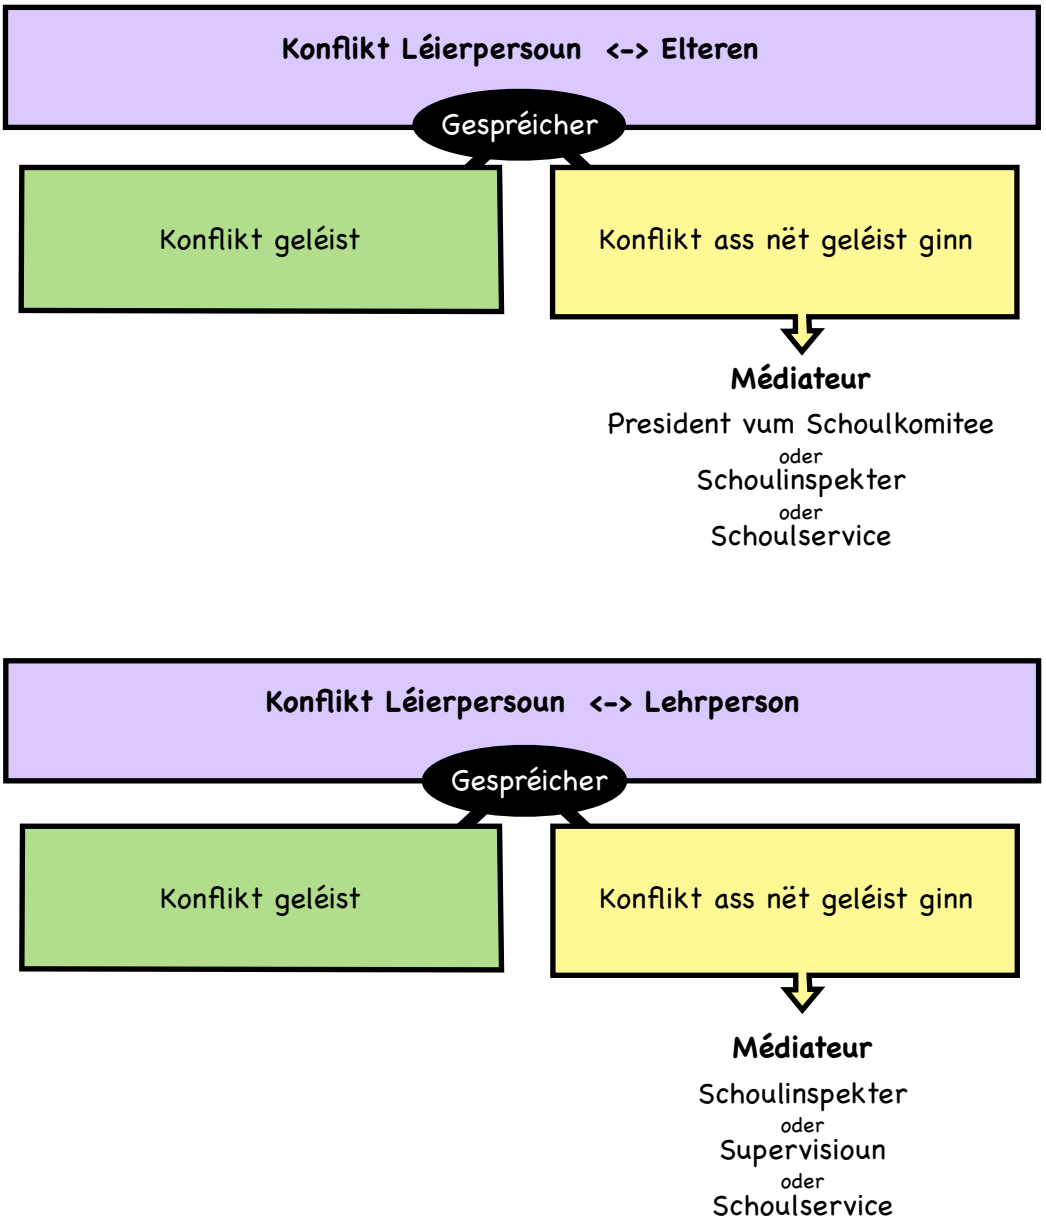 Konflikt Léierpersoun <-> Elteren
Gespréicher
Konflikt geléist
Konflikt ass nët geléist ginn
Médiateur
President vum Schoulkomitee
oder
Schoulinspekter
oder
Schoulservice
Konflikt Léierpersoun <-> Lehrperson
Gespréicher
Konflikt geléist
Konflikt ass nët geléist ginn
Médiateur
Schoulinspekter
oder
Supervisioun
oder
Schoulservice